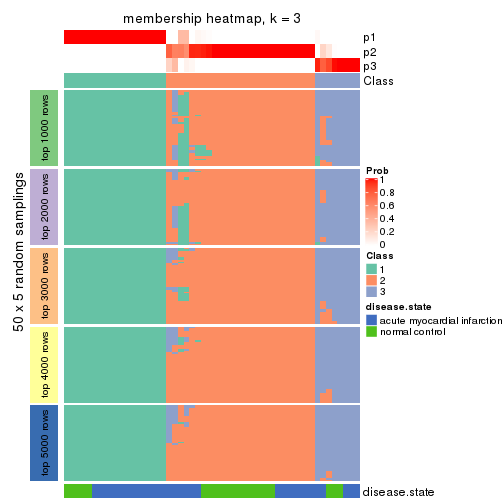 membership heatmap, k = 3
p1
p2
p3
Class
50 x 5 random samplings
top 1000 rows
top 2000 rows
top 3000 rows
top 4000 rows
top 5000 rows
Prob
1
0.8
0.6
0.4
0.2
0
Class
1
2
3
disease.state
acute myocardial infarction
normal control
disease.state